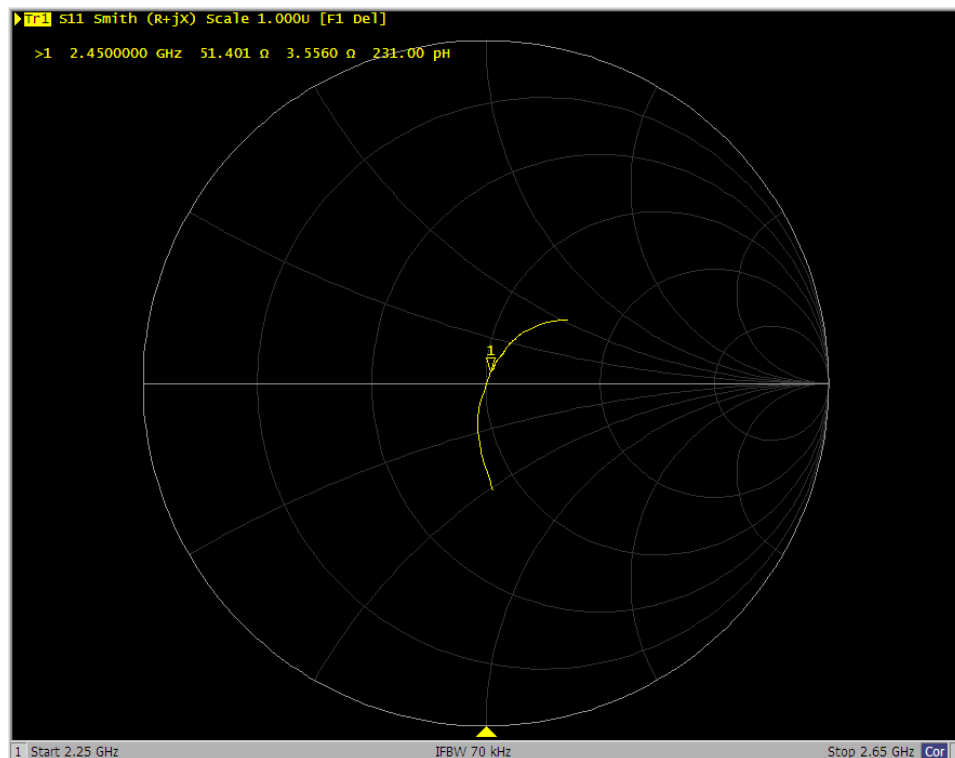 Tr1 S11 Smith (R+jX) Scale 1.000U [F1 Del]
>1 2.4500000 GHz 51.401 Ω 3.5560 Ω 231.00 pH
1
1 Start 2.25 GHz IFBW 70 kHz Stop 2.65 GHz Cor